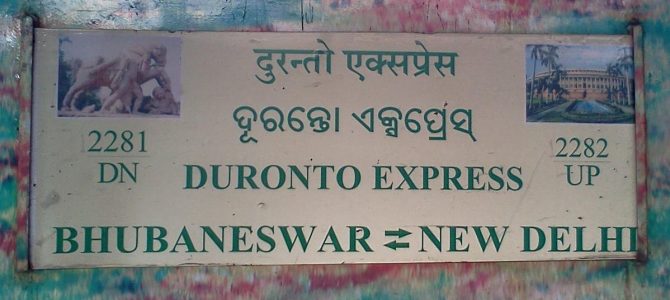 दुरन्तो एक्सप्रेस
ଦୂରନ୍ତୋ ଏକ୍ସପ୍ରେସ୍
2281
DN
2282
UP
DURONTO EXPRESS
BHUBANESWAR ⇄ NEW DELHI